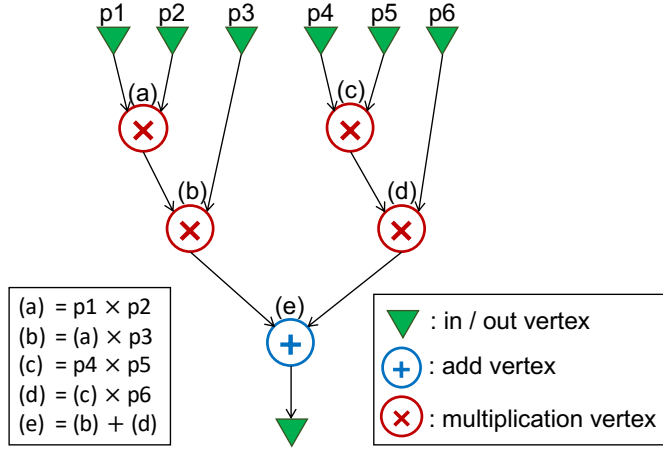 p1 p2 p3 p4 p5 p6
(a) (c)
×
×
(b) (d)
×
×
(e)
+
(a) = p1 × p2
(b) = (a) × p3
(c) = p4 × p5
(d) = (c) × p6
(e) = (b) + (d)
: in / out vertex
+ : add vertex
× : multiplication vertex